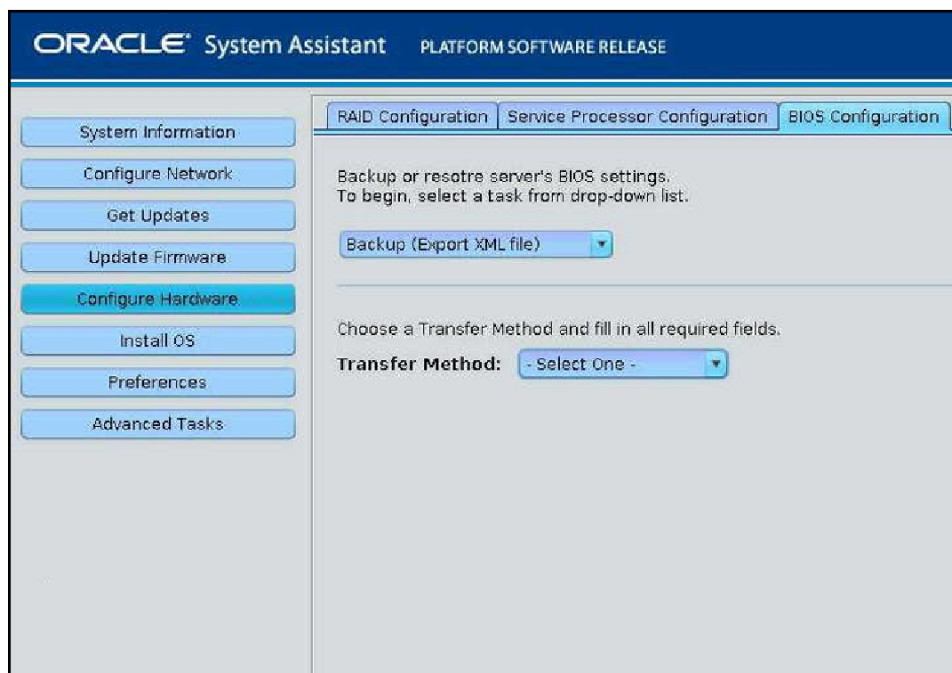 ORACLE® System Assistant PLATFORM SOFTWARE RELEASE
System Information
Configure Network
Get Updates
Update Firmware
Configure Hardware
Install OS
Preferences
Advanced Tasks
RAID Configuration Service Processor Configuration BIOS Configuration
Backup or resotre server's BIOS settings.
To begin, select a task from drop-down list.
Backup (Export XML file)
Choose a Transfer Method and fill in all required fields.
Transfer Method: - Select One -